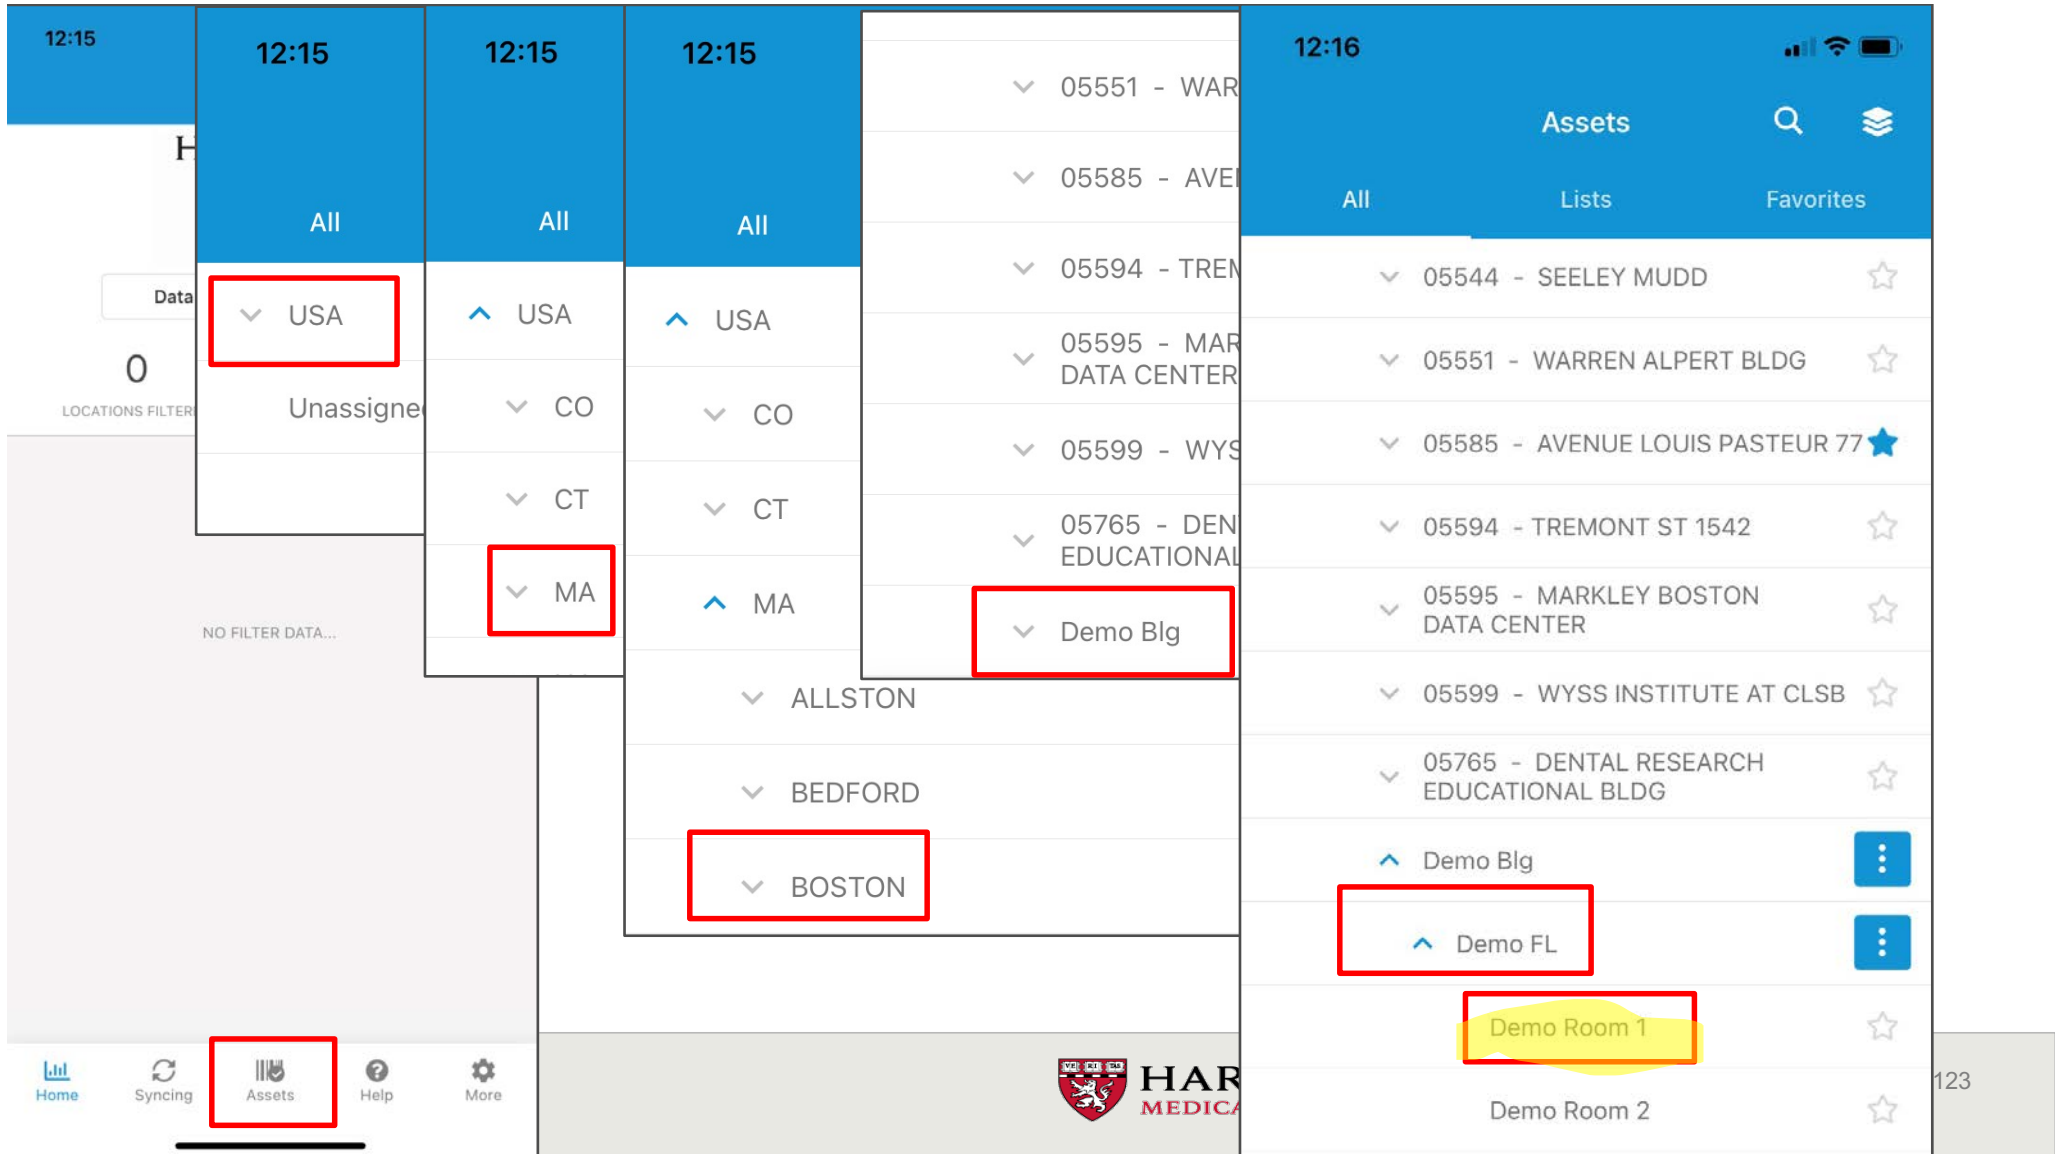 12:15
H
Data
0
LOCATIONS FILTER
NO FILTER DATA...
Home
Syncing
Assets
Help
More
12:15
All
USA
Unassigne
12:15
All
USA
CO
CT
MA
12:15
All
USA
CO
CT
MA
ALLSTON
BEDFORD
BOSTON
05551 - WAR
05585 - AVE
05594 - TREM
05595 - MAR
DATA CENTER
05599 - WYS
05765 - DEN
EDUCATIONAL
Demo Blg
12:16
Assets
All
Lists
Favorites
05544 - SEELEY MUDD
05551 - WARREN ALPERT BLDG
05585 - AVENUE LOUIS PASTEUR 77
05594 - TREMONT ST 1542
05595 - MARKLEY BOSTON
DATA CENTER
05599 - WYSS INSTITUTE AT CLSB
05765 - DENTAL RESEARCH
EDUCATIONAL BLDG
Demo Blg
Demo FL
Demo Room 1
Demo Room 2
VE RI TAS
HAR
MEDICA
123